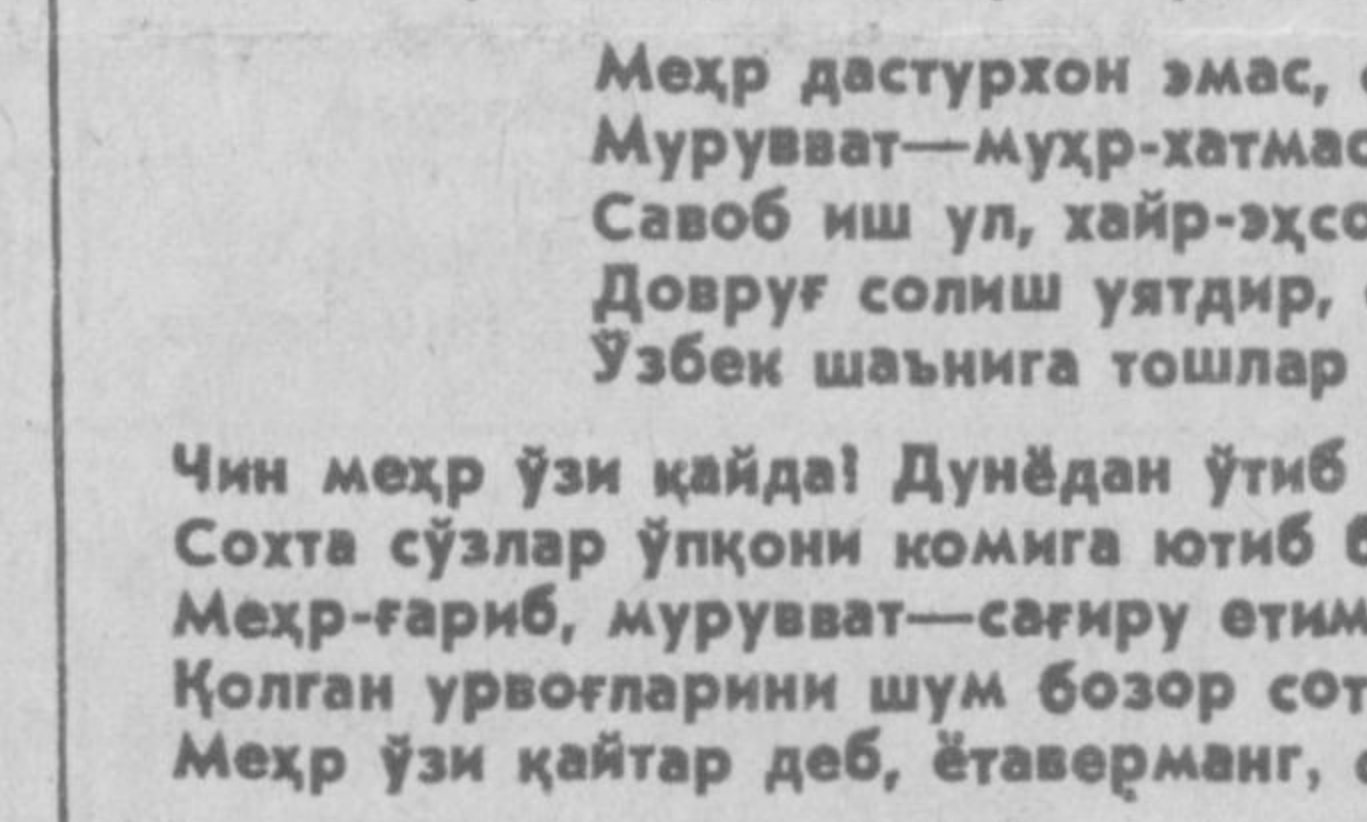 Меҳр дастурхон эмас,
Мурувват—муҳр-хатмас
Савоб иш ул, хайр-эҳсо
Довруғ солиш уятдир,
Ўзбек шаънига тошлар
Чин меҳр ўзи қайда! Дунёдан ўтиб
Сохта сўзлар ўпқони комига ютиб
Меҳр-ғариб, мурувват—сағиру етим
Қолган урвоғларини шум бозор сот
Меҳр ўзи қайтар деб, ётаверманг,